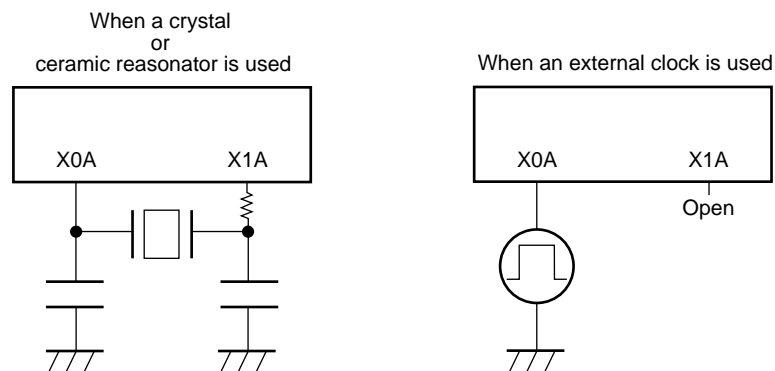 When a crystal
or
ceramic reasonator is used
X0A
X1A
When an external clock is used
X0A
X1A
Open